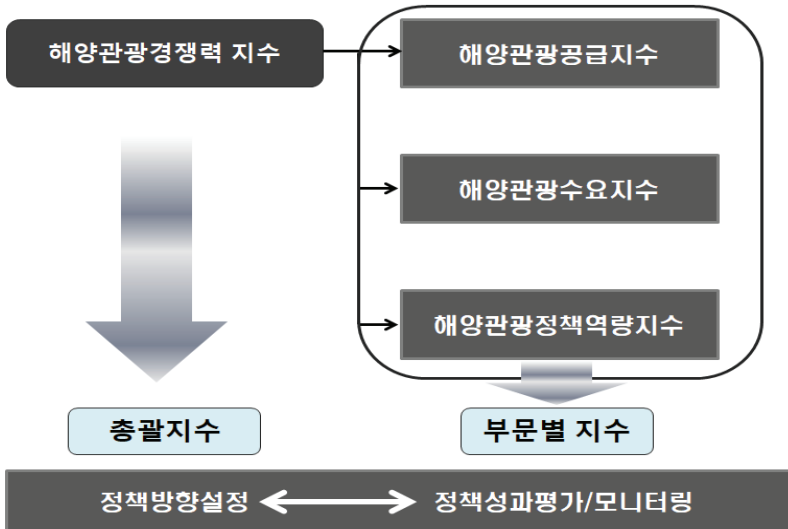 해양관광경쟁력 지수
해양관광공급지수
해양관광수요지수
해양관광정책역량지수
총괄지수
부문별 지수
정책방향설정
정책성과평가/모니터링